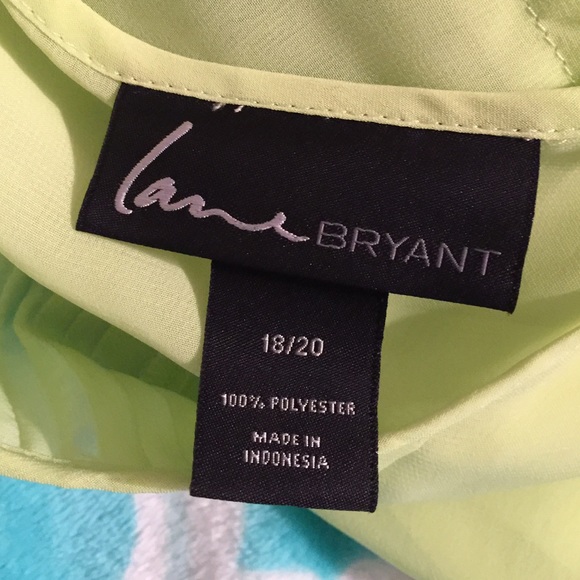 Lane BRYANT
18/20
100% POLYESTER
MADE IN
INDONESIA